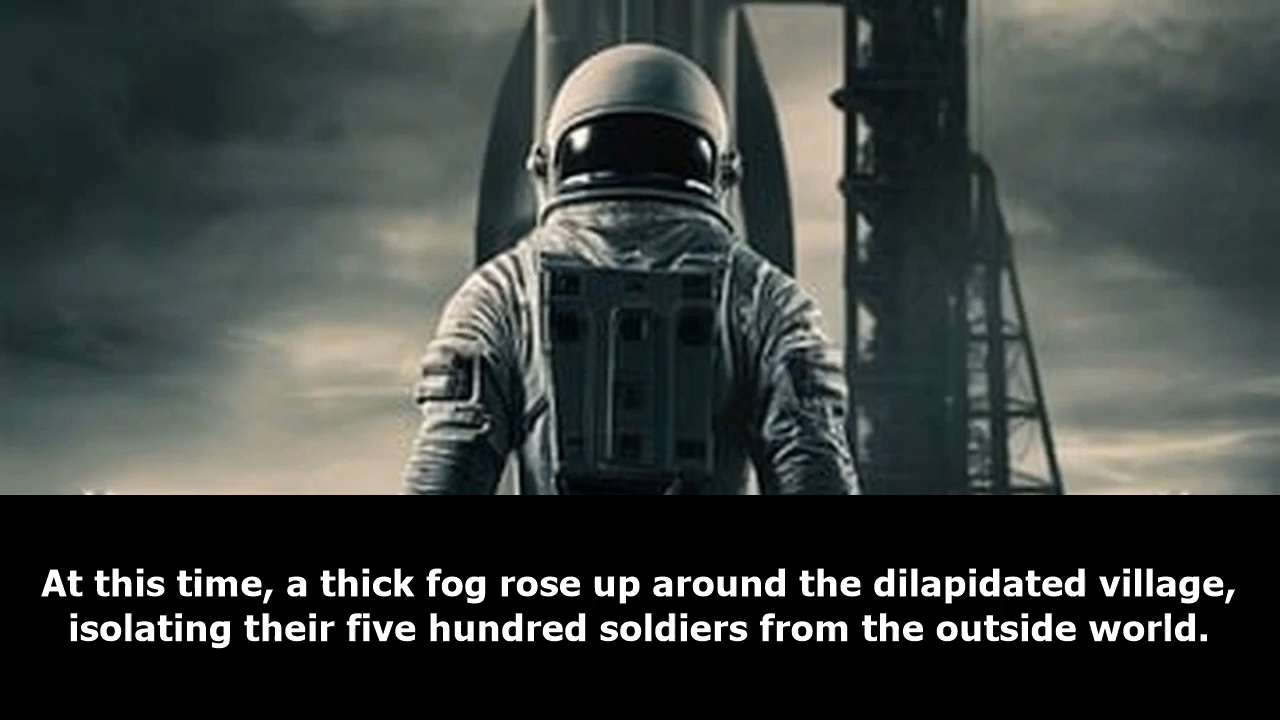 At this time, a thick fog rose up around the dilapidated village,
isolating their five hundred soldiers from the outside world.